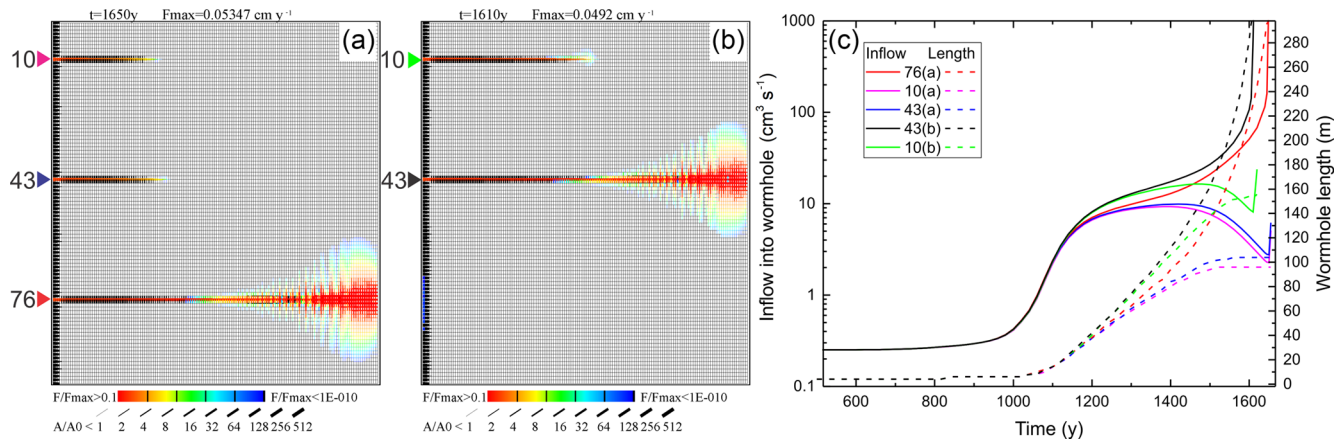 t=1650y Fmax=0.05347 cm y⁻¹
(a)
10
43
76
F/Fmax>0.1 F/Fmax<1E-010
A/A0 < 1 2 4 8 16 32 64 128 256 512
t=1610y Fmax=0.0492 cm y⁻¹
(b)
10
43
F/Fmax>0.1 F/Fmax<1E-010
A/A0 < 1 2 4 8 16 32 64 128 256 512
(c)
Inflow Length
76(a)
10(a)
43(a)
43(b)
10(b)
Inflow into wormhole (cm³ s⁻¹)
1000
100
10
1
0.1
600 800 1000 1200 1400 1600
Time (y)
280
260
240
220
200
180
160
140
120
100
80
60
40
20
0
Wormhole length (m)